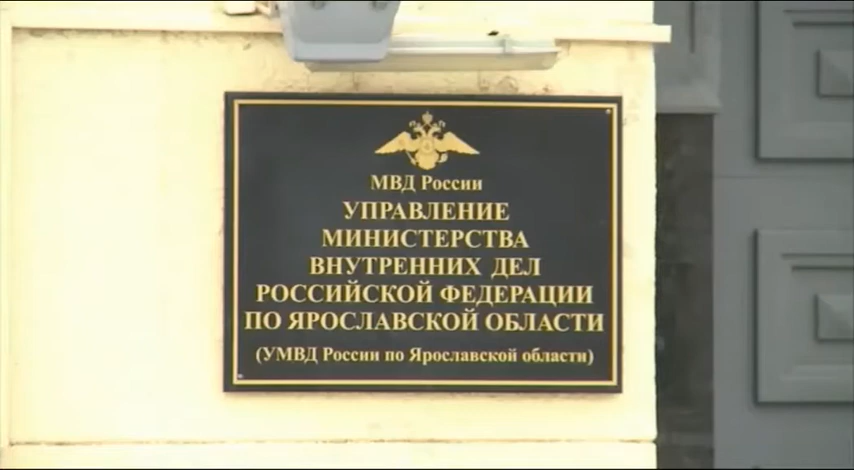 МВД России
УПРАВЛЕНИЕ
МИНИСТЕРСТВА
ВНУТРЕННИХ ДЕЛ
РОССИЙСКОЙ ФЕДЕРАЦИИ
ПО ЯРОСЛАВСКОЙ ОБЛАСТИ
(УМВД России по Ярославской области)